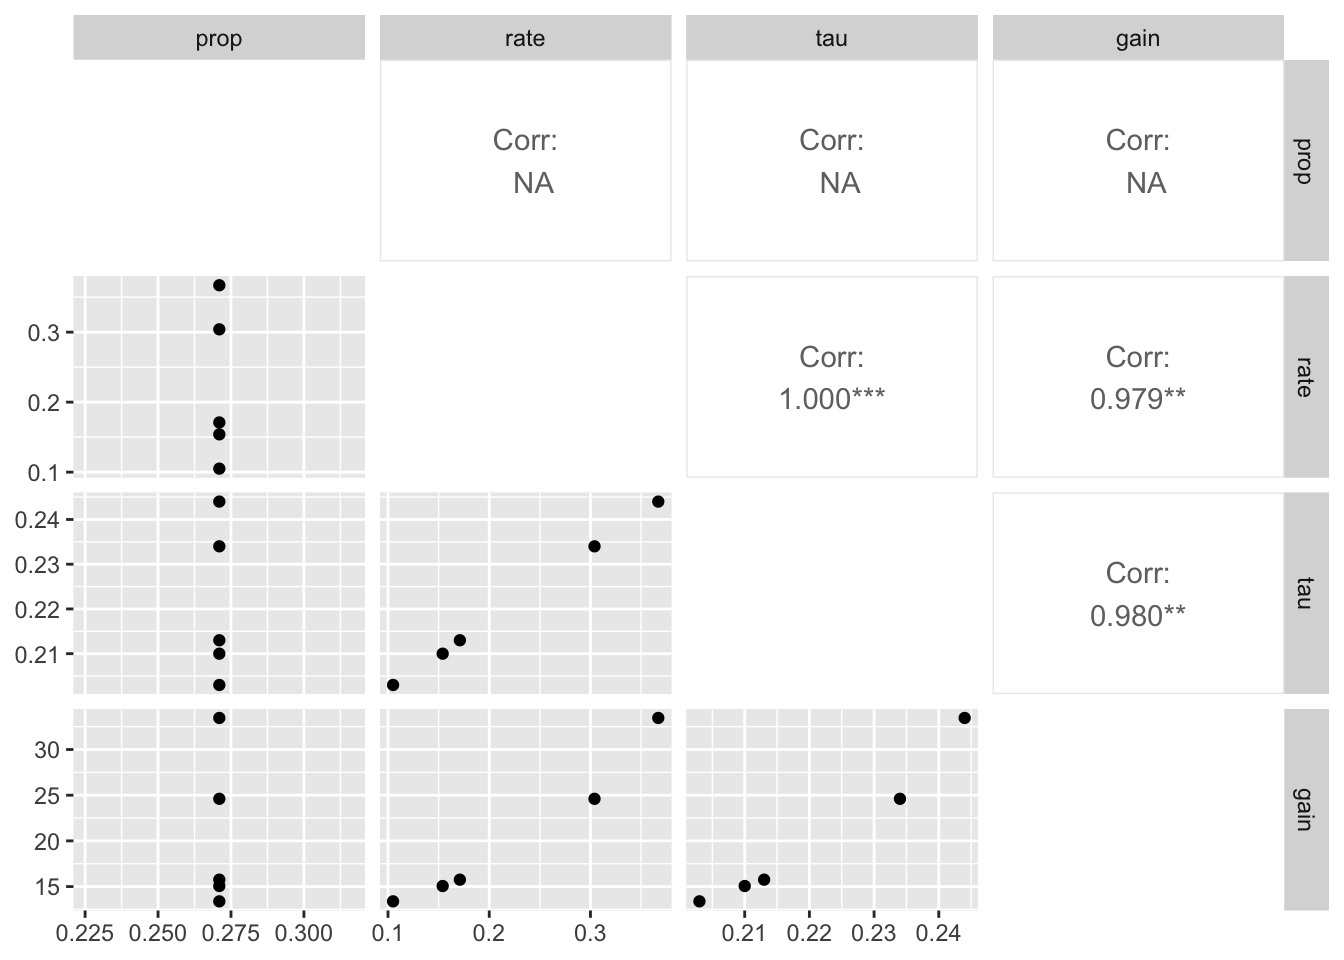 prop rate tau gain
Corr:
NA
Corr:
NA
Corr:
NA
prop
0.3
0.2
0.1
Corr:
1.000***
Corr:
0.979**
rate
0.24
0.23
0.22
0.21
Corr:
0.980**
tau
30
25
20
15
gain
0.225 0.250 0.275 0.300 0.1 0.2 0.3 0.21 0.22 0.23 0.24